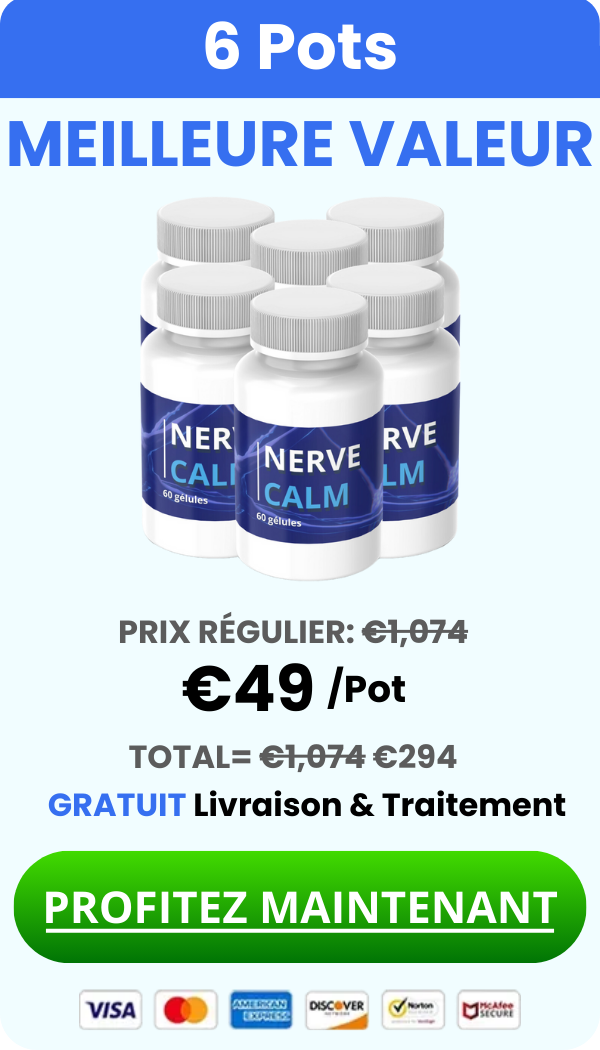 6 Pots
MEILLEURE VALEUR
NERVE
CALM
60 gélules
NERVE
CALM
60 gélules
RVE
LM
PRIX RÉGULIER: €1,074
€49 /Pot
TOTAL= €1,074 €294
GRATUIT Livraison & Traitement
PROFITEZ MAINTENANT
VISA
AMERICAN
EXPRESS
DISCOVER
NETWORK
Norton
McAfee
SECURE